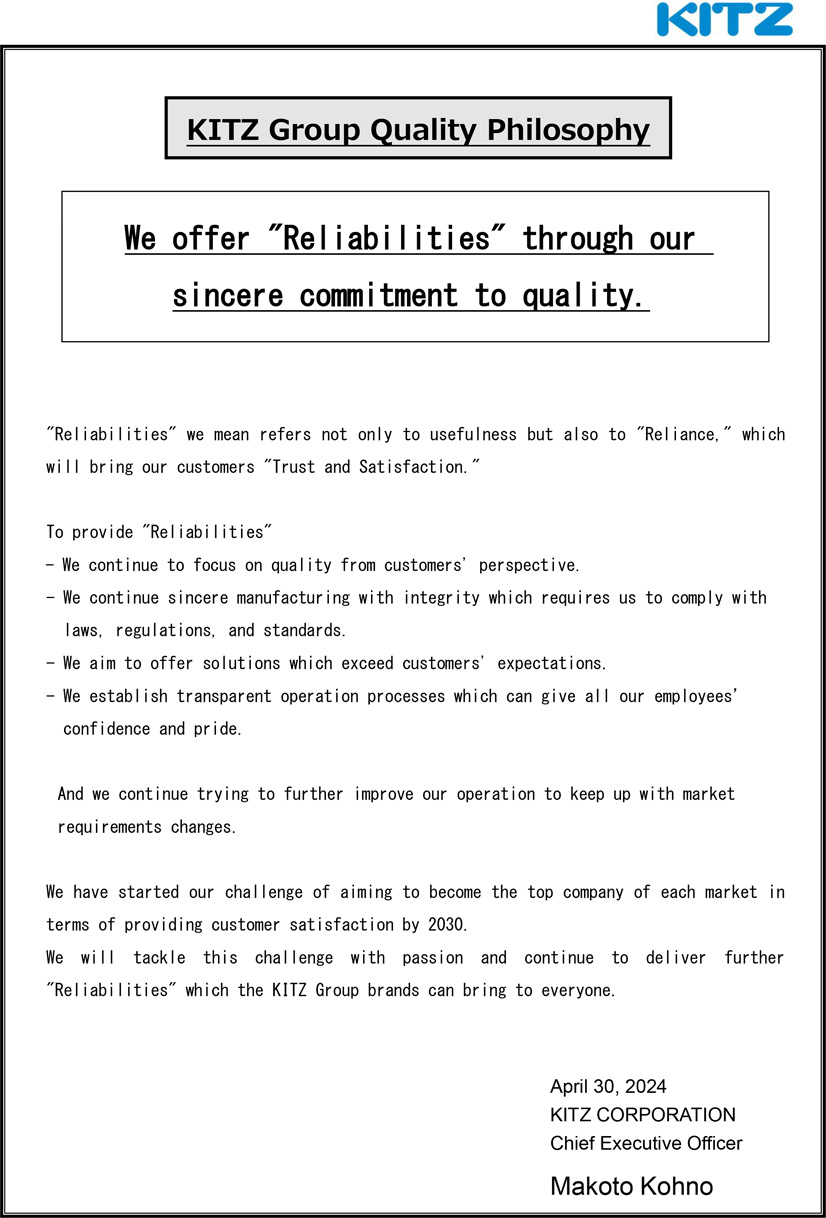 KITZ
KITZ Group Quality Philosophy
We offer "Reliabilities" through our
sincere commitment to quality.
"Reliabilities" we mean refers not only to usefulness but also to "Reliance," which
will bring our customers "Trust and Satisfaction."
To provide "Reliabilities"
- We continue to focus on quality from customers' perspective.
- We continue sincere manufacturing with integrity which requires us to comply with
laws, regulations, and standards.
- We aim to offer solutions which exceed customers' expectations.
- We establish transparent operation processes which can give all our employees'
confidence and pride.
And we continue trying to further improve our operation to keep up with market
requirements changes.
We have started our challenge of aiming to become the top company of each market in
terms of providing customer satisfaction by 2030.
We will tackle this challenge with passion and continue to deliver further
"Reliabilities" which the KITZ Group brands can bring to everyone.
April 30, 2024
KITZ CORPORATION
Chief Executive Officer
Makoto Kohno